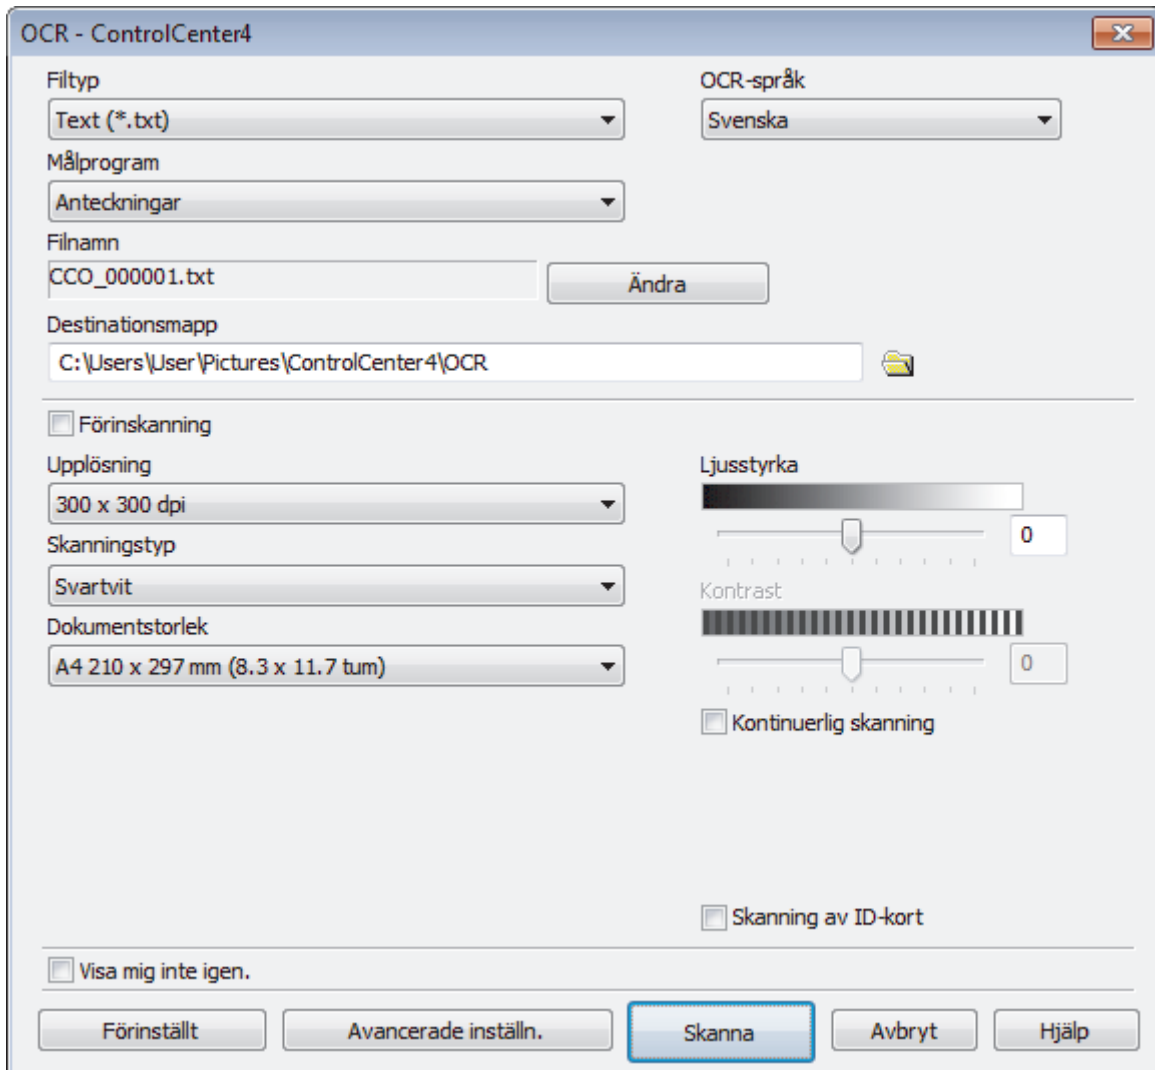 OCR - ControlCenter4
Filtyp
OCR-språk
Text (*.txt)
Svenska
Målprogram
Anteckningar
Filnamn
CCO_000001.txt
Ändra
Destinationsmapp
C:\Users\User\Pictures\ControlCenter4\OCR
Förinskanning
Upplösning
Ljusstyrka
300 x 300 dpi
0
Skanningstyp
Svartvit
Kontrast
Dokumentstorlek
A4 210 x 297 mm (8.3 x 11.7 tum)
0
Kontinuerlig skanning
Skanning av ID-kort
Visa mig inte igen.
Förinställt
Avancerade inställn.
Skanna
Avbryt
Hjälp